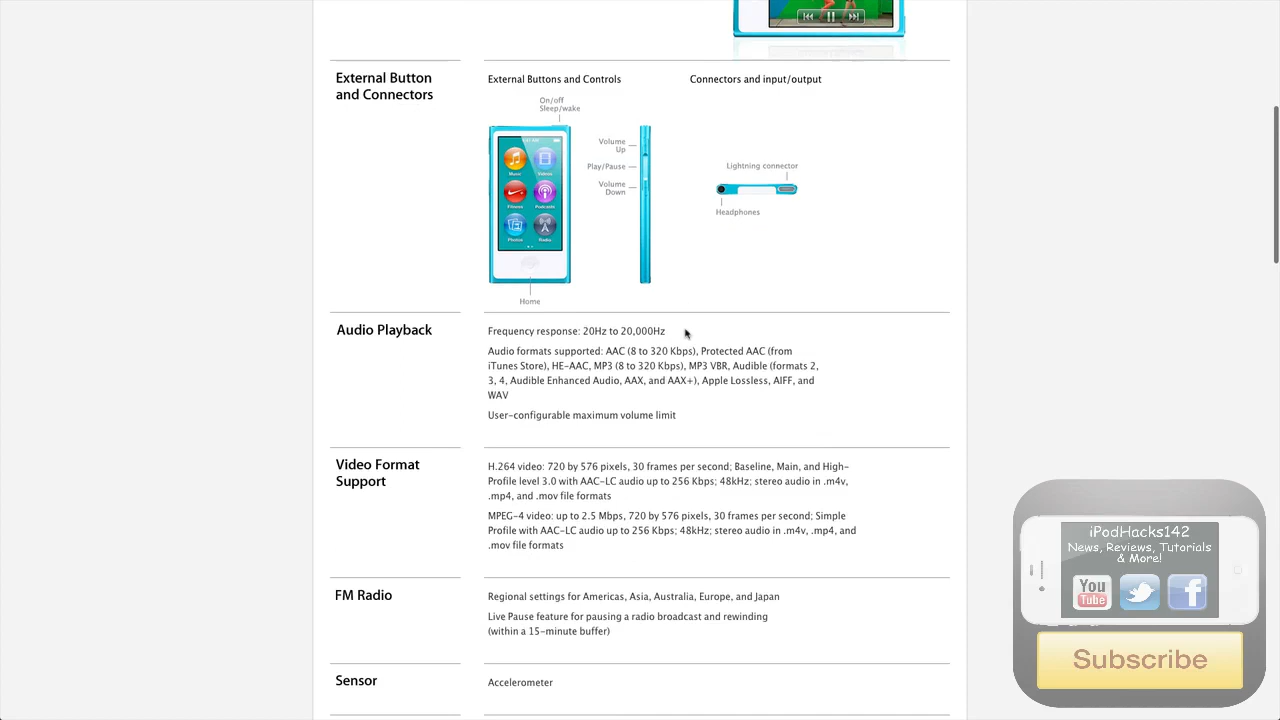 External Button
and Connectors
External Buttons and Controls
Connectors and input/output
On/off
Sleep/wake
Volume
Up
Play/Pause
Volume
Down
Music
Videos
Fitness
Podcasts
Photos
Radio
Home
Lightning connector
Headphones
Audio Playback
Frequency response: 20Hz to 20,000Hz
Audio formats supported: AAC (8 to 320 Kbps), Protected AAC (from
iTunes Store), HE-AAC, MP3 (8 to 320 Kbps), MP3 VBR, Audible (formats 2,
3, 4, Audible Enhanced Audio, AAX, and AAX+), Apple Lossless, AIFF, and
WAV
User-configurable maximum volume limit
Video Format
Support
H.264 video: 720 by 576 pixels, 30 frames per second; Baseline, Main, and High-
Profile level 3.0 with AAC-LC audio up to 256 Kbps; 48kHz; stereo audio in .m4v,
.mp4, and .mov file formats
MPEG-4 video: up to 2.5 Mbps, 720 by 576 pixels, 30 frames per second; Simple
Profile with AAC-LC audio up to 256 Kbps; 48kHz; stereo audio in .m4v, .mp4, and
.mov file formats
FM Radio
Regional settings for Americas, Asia, Australia, Europe, and Japan
Live Pause feature for pausing a radio broadcast and rewinding
(within a 15-minute buffer)
Sensor
Accelerometer
iPodHacks142
News, Reviews, Tutorials
& More!
You
Tube
Subscribe